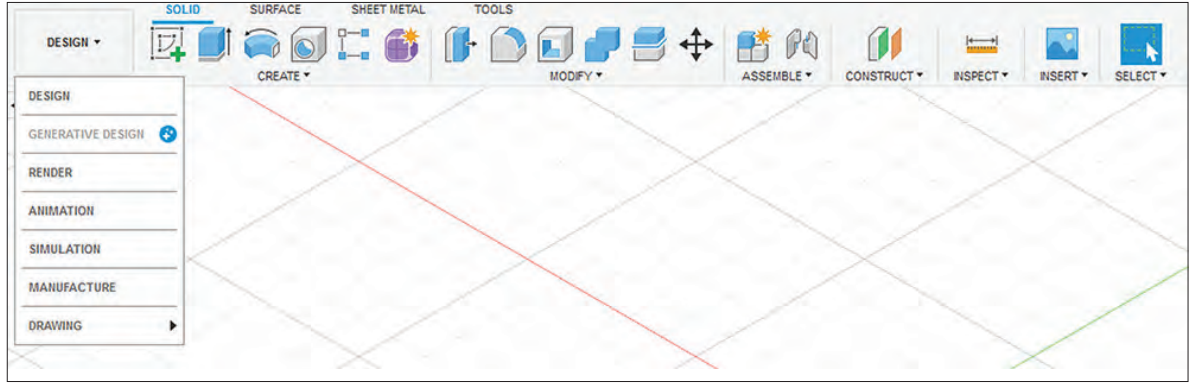 SOLID SURFACE SHEET METAL TOOLS
DESIGN
CREATE MODIFY ASSEMBLE CONSTRUCT INSPECT INSERT SELECT
DESIGN
GENERATIVE DESIGN
RENDER
ANIMATION
SIMULATION
MANUFACTURE
DRAWING